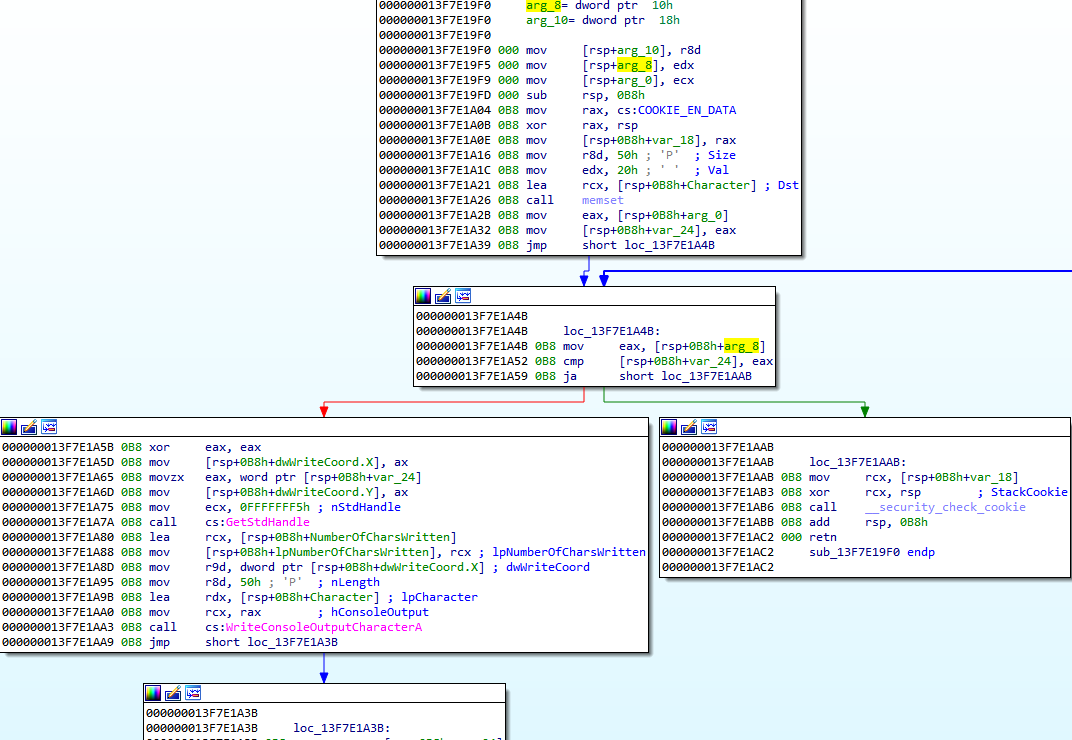 000000013F7E19F0 arg_8= dword ptr 10h
000000013F7E19F0 arg_10= dword ptr 18h
000000013F7E19F0
000000013F7E19F0 000 mov [rsp+arg_10], r8d
000000013F7E19F5 000 mov [rsp+arg_8], edx
000000013F7E19F9 000 mov [rsp+arg_0], ecx
000000013F7E19FD 000 sub rsp, 0B8h
000000013F7E1A04 0B8 mov rax, cs:COOKIE_EN_DATA
000000013F7E1A0B 0B8 xor rax, rsp
000000013F7E1A0E 0B8 mov [rsp+0B8h+var_18], rax
000000013F7E1A16 0B8 mov r8d, 50h ; 'P' ; Size
000000013F7E1A1C 0B8 mov edx, 20h ; ' ' ; Val
000000013F7E1A21 0B8 lea rcx, [rsp+0B8h+Character] ; Dst
000000013F7E1A26 0B8 call memset
000000013F7E1A2B 0B8 mov eax, [rsp+0B8h+arg_0]
000000013F7E1A32 0B8 mov [rsp+0B8h+var_24], eax
000000013F7E1A39 0B8 jmp short loc_13F7E1A4B
000000013F7E1A4B
000000013F7E1A4B loc_13F7E1A4B:
000000013F7E1A4B 0B8 mov eax, [rsp+0B8h+arg_8]
000000013F7E1A52 0B8 cmp [rsp+0B8h+var_24], eax
000000013F7E1A59 0B8 ja short loc_13F7E1AAB
000000013F7E1A5B 0B8 xor eax, eax
000000013F7E1A5D 0B8 mov [rsp+0B8h+dwWriteCoord.X], ax
000000013F7E1A65 0B8 movzx eax, word ptr [rsp+0B8h+var_24]
000000013F7E1A6D 0B8 mov [rsp+0B8h+dwWriteCoord.Y], ax
000000013F7E1A75 0B8 mov ecx, 0FFFFFFF5h ; nStdHandle
000000013F7E1A7A 0B8 call cs:GetStdHandle
000000013F7E1A80 0B8 lea rcx, [rsp+0B8h+NumberOfCharsWritten]
000000013F7E1A88 0B8 mov [rsp+0B8h+lpNumberOfCharsWritten], rcx ; lpNumberOfCharsWritten
000000013F7E1A8D 0B8 mov r9d, dword ptr [rsp+0B8h+dwWriteCoord.X] ; dwWriteCoord
000000013F7E1A95 0B8 mov r8d, 50h ; 'P' ; nLength
000000013F7E1A9B 0B8 lea rdx, [rsp+0B8h+Character] ; lpCharacter
000000013F7E1AA0 0B8 mov rcx, rax ; hConsoleOutput
000000013F7E1AA3 0B8 call cs:WriteConsoleOutputCharacterA
000000013F7E1AA9 0B8 jmp short loc_13F7E1A3B
000000013F7E1AAB
000000013F7E1AAB loc_13F7E1AAB:
000000013F7E1AAB 0B8 mov rcx, [rsp+0B8h+var_18]
000000013F7E1AB3 0B8 xor rcx, rsp ; StackCookie
000000013F7E1AB6 0B8 call __security_check_cookie
000000013F7E1ABB 0B8 add rsp, 0B8h
000000013F7E1AC2 000 retn
000000013F7E1AC2 sub_13F7E19F0 endp
000000013F7E1AC2
000000013F7E1A3B
000000013F7E1A3B loc_13F7E1A3B: